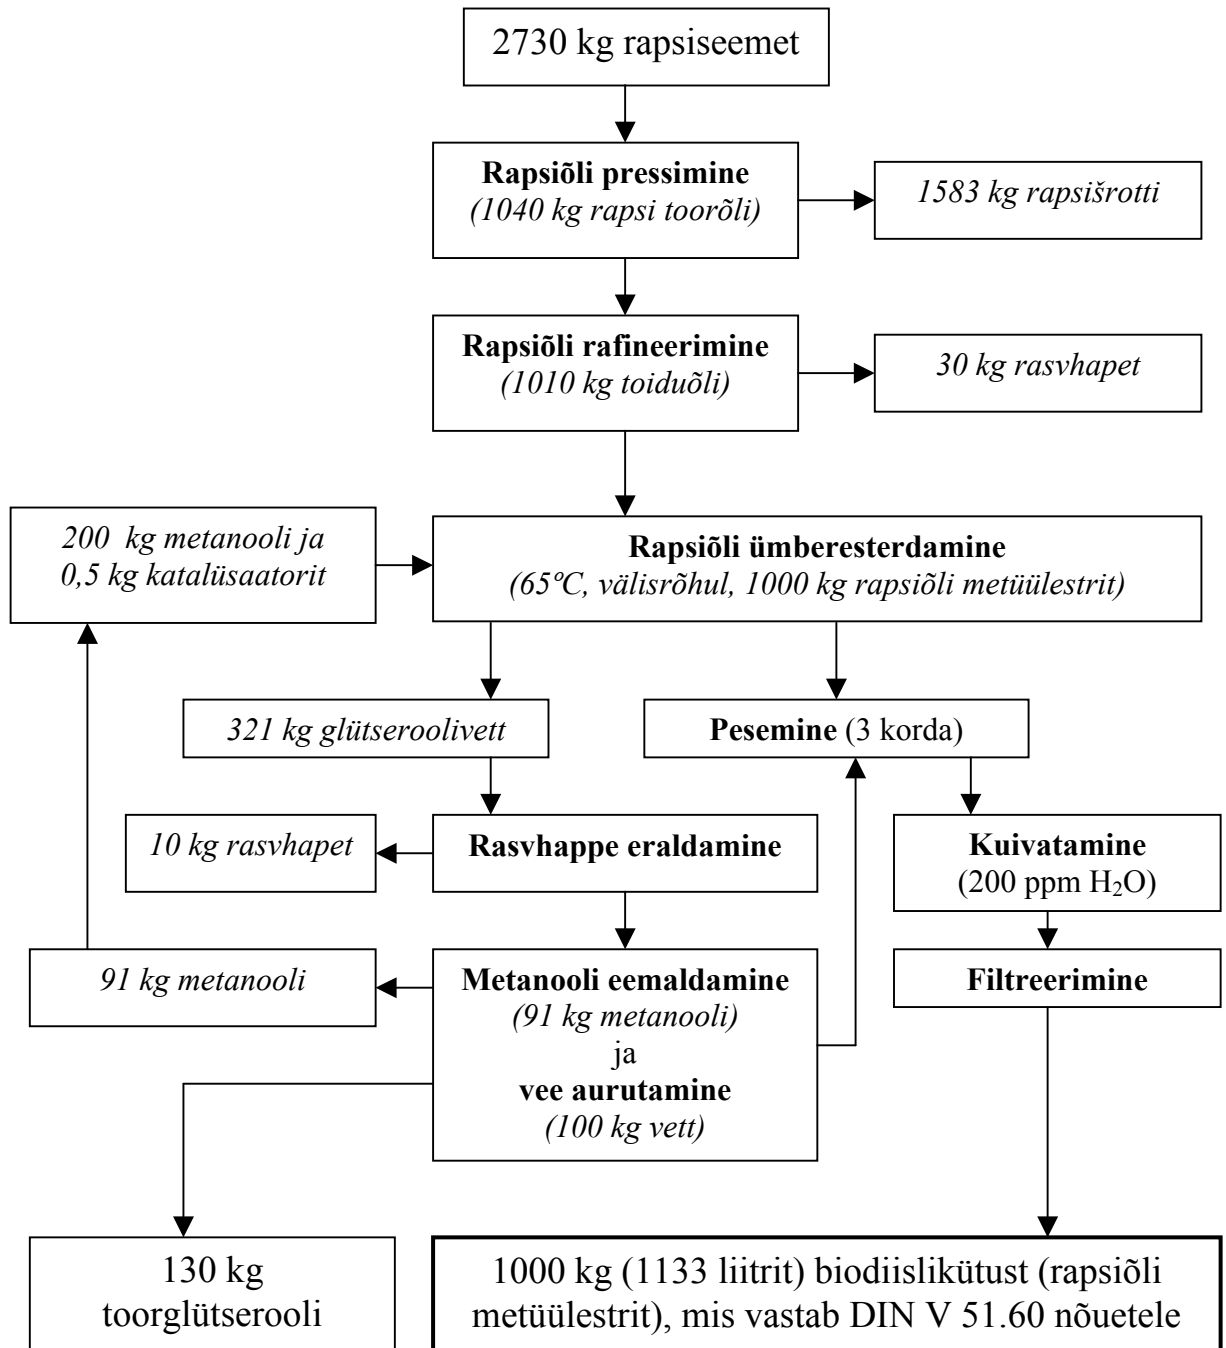 2730 kg rapsiseemet
Rapsiõli pressimine
(1040 kg rapsi toorõli)
1583 kg rapsišrotti
Rapsiõli rafineerimine
(1010 kg toiduõli)
30 kg rasvhapet
200 kg metanooli ja
0,5 kg katalüsaatorit
Rapsiõli ümberesterdamine
(65ºC, välisrõhul, 1000 kg rapsiõli metüülestrit)
321 kg glütseroolivett
Pesemine (3 korda)
10 kg rasvhapet
Rasvhappe eraldamine
Kuivatamine
(200 ppm H₂O)
91 kg metanooli
Metanooli eemaldamine
(91 kg metanooli)
ja
vee aurutamine
(100 kg vett)
Filtreerimine
130 kg
toorglütserooli
1000 kg (1133 liitrit) biodiislikütust (rapsiõli
metüülestrit), mis vastab DIN V 51.60 nõuetele